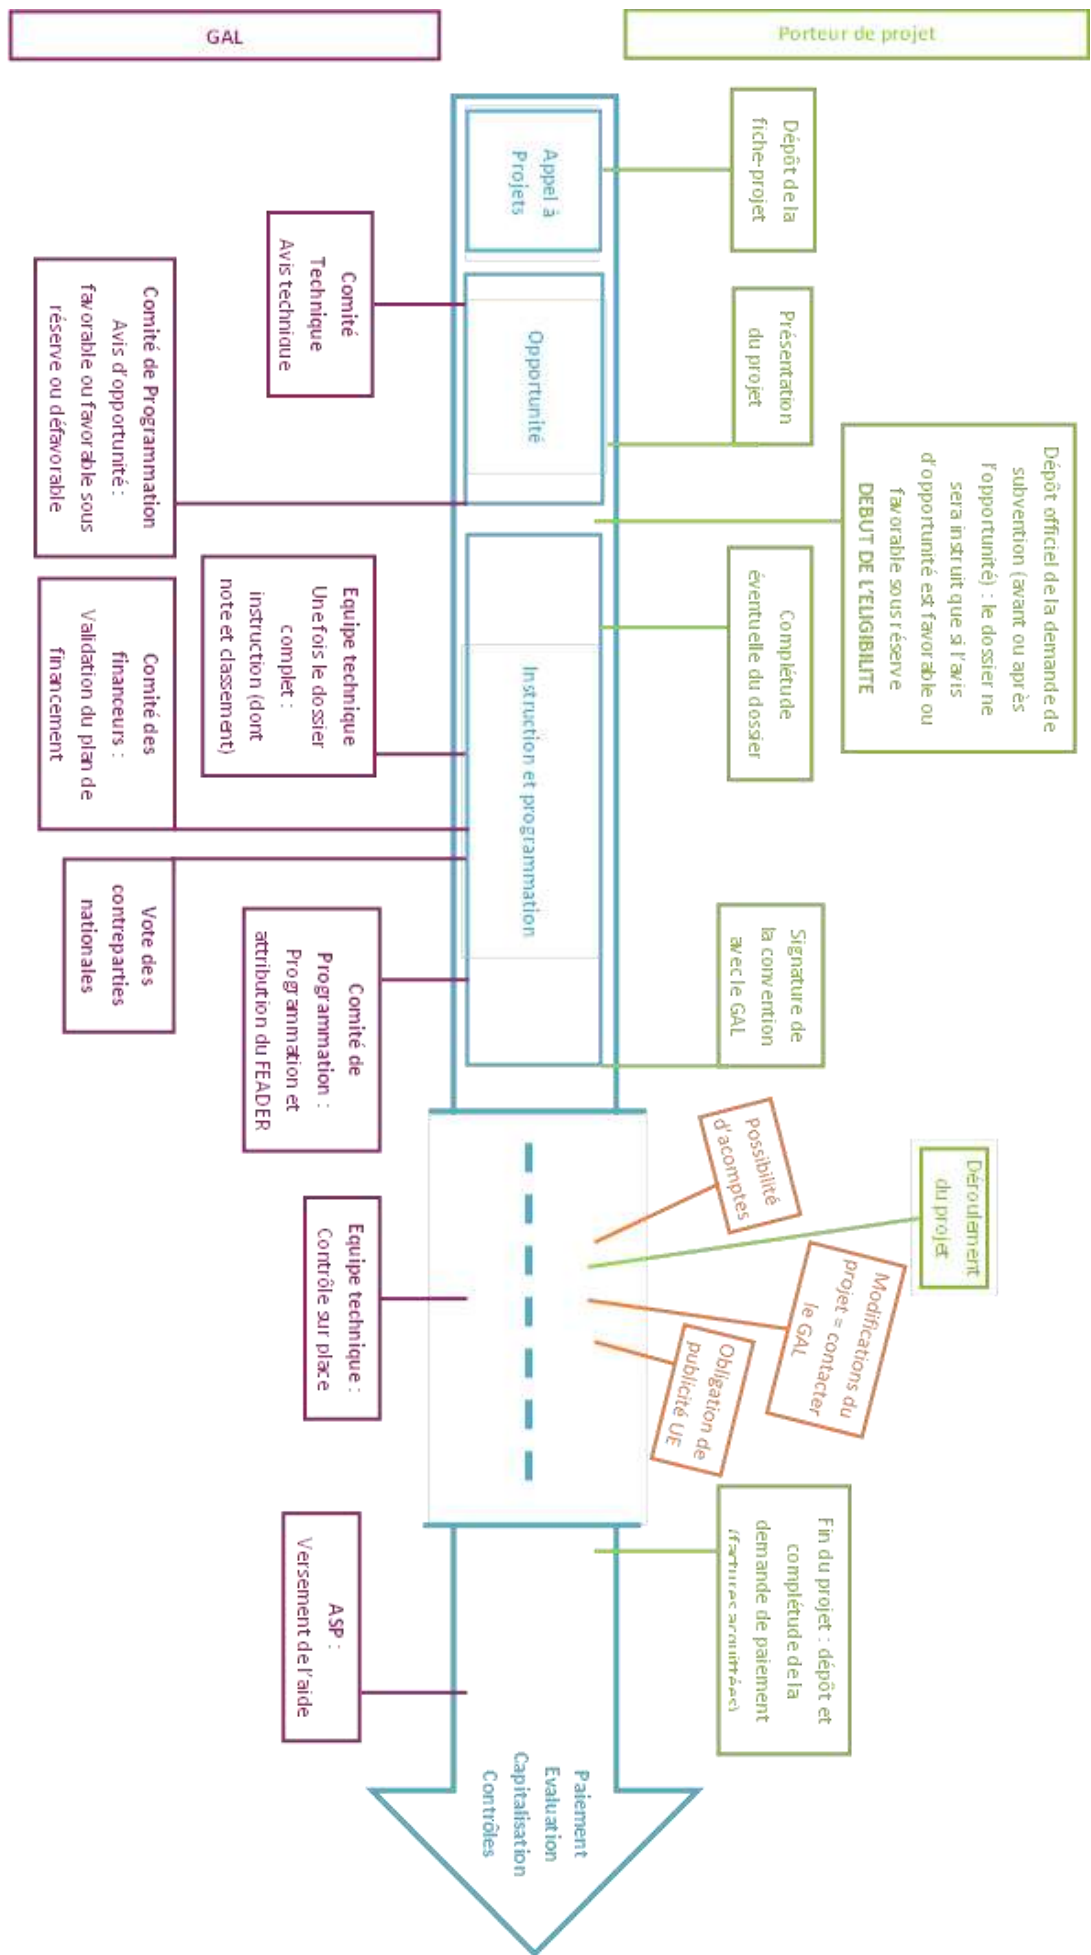 GAL
Porteur de projet
Dépôt de la
fiche-projet
Présentation
du projet
Dépôt officiel de la demande de
subvention (avant ou après
l'opportunité) : le dossier ne
sera instruit que si l'avis
d'opportunité est favorable ou
favorable sous réserve
DEBUT DE L'ELIGIBILITE
Complétude
éventuelle du dossier
Signature de
la convention
avec le GAL
Possibilité
d'acomptes
Déroulement
du projet
Modifications du
projet = contacter
le GAL
Obligation de
publicité UE
Fin du projet : dépôt et
complétude de la
demande de paiement
(factures acquittées)
Appel à
Projets
Opportunité
Instruction et programmation
Paiement
Evaluation
Capitalisation
Contrôles
Comité
Technique
Avis technique
Comité de Programmation
Avis d'opportunité :
favorable ou favorable sous
réserve ou défavorable
Equipe technique
Une fois le dossier
complet :
instruction (dont
note et classement)
Comité des
financeurs :
Validation du plan de
financement
Vote des
contreparties
nationales
Comité de
Programmation :
Programmation et
attribution du FEADER
Equipe technique :
Contrôle sur place
ASP :
Versement de l'aide